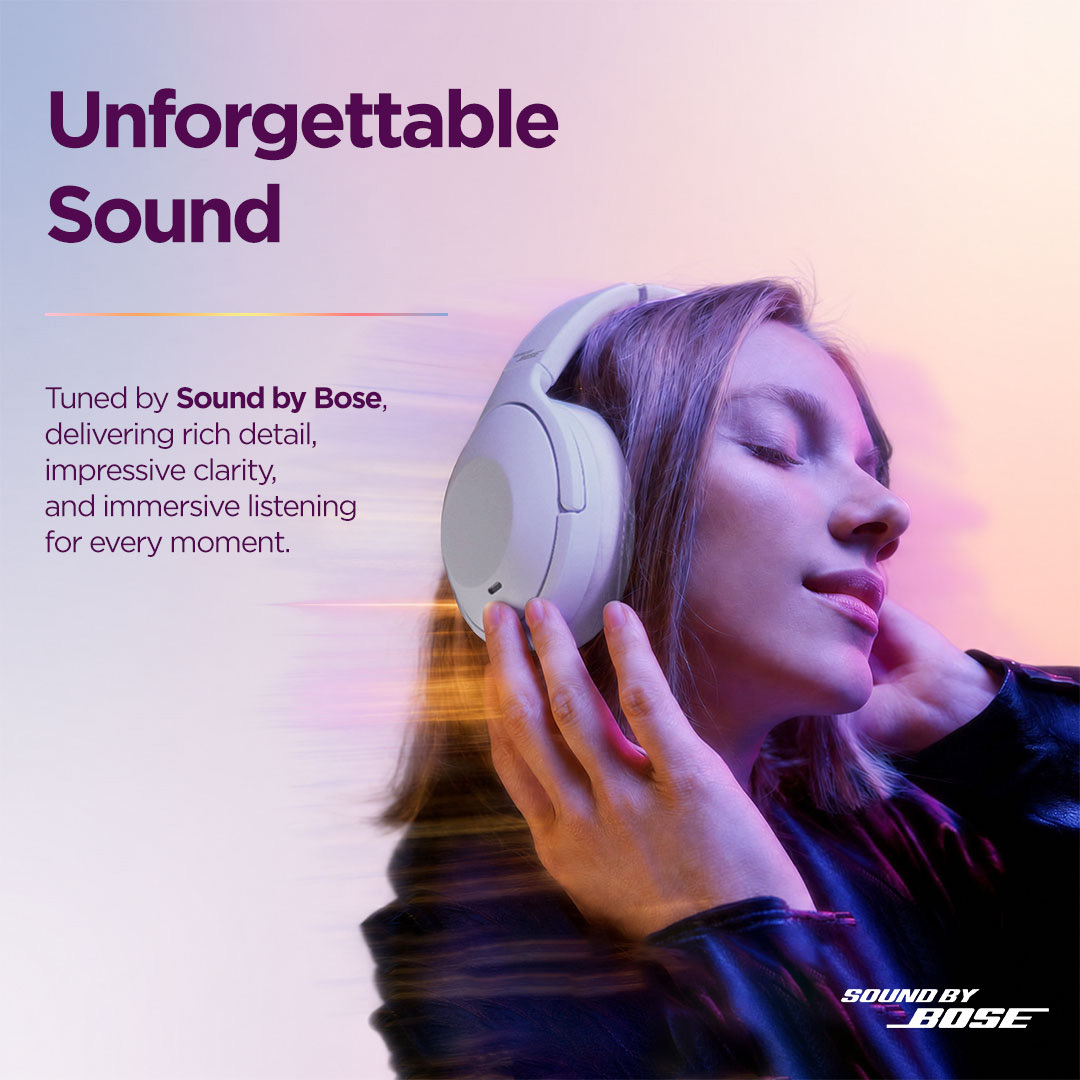 Unforgettable
Sound
Tuned by Sound by Bose,
delivering rich detail,
impressive clarity,
and immersive listening
for every moment.
SOUND BY
BOSE